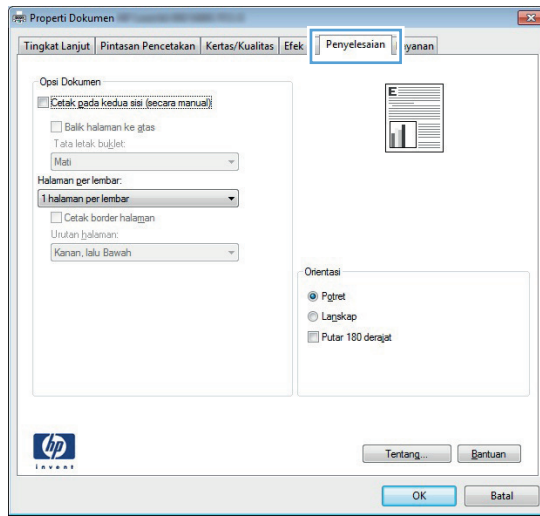 Properti Dokumen
Tingkat Lanjut Pintasan Pencetakan Kertas/Kualitas Efek Penyelesaian yanan
Opsi Dokumen
Cetak pada kedua sisi (secara manual)
Balik halaman ke atas
Tata letak buklet:
Mati
Halaman per lembar:
1 halaman per lembar
Cetak border halaman
Urutan halaman:
Kanan, lalu Bawah
E
Orientasi
Potret
Lanskap
Putar 180 derajat
hp
invent
Tentang... Bantuan
OK Batal